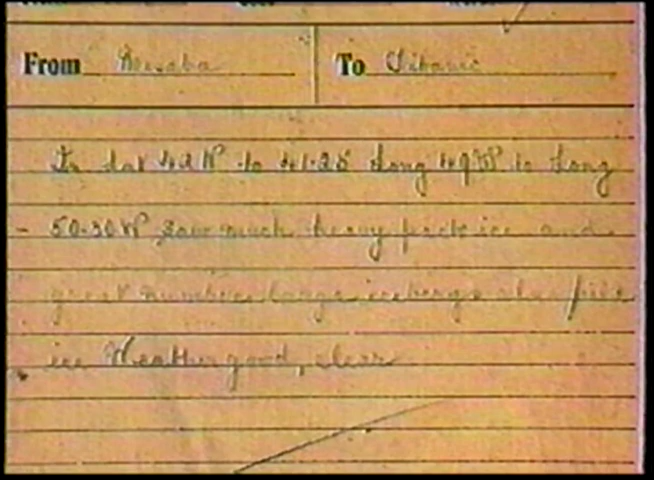 From Mesaba To Titanic
In Lat 42 N to 41.25 Long 49 W to Long
- 50-30 W Saw much heavy pack ice and
great number large icebergs also field
ice Weather good, clear